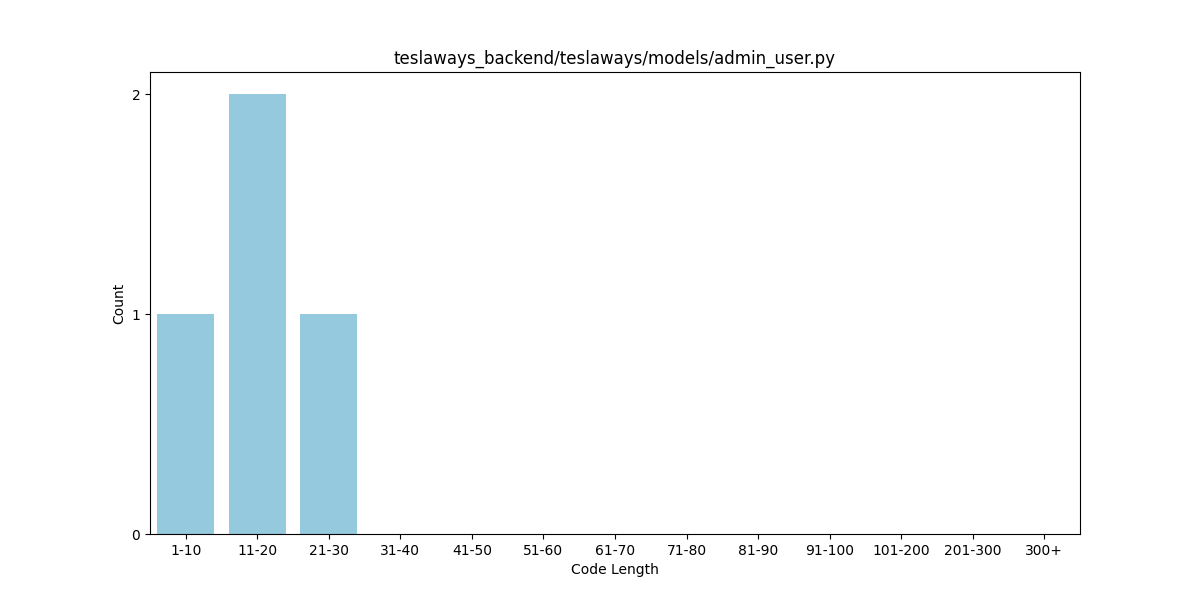 teslaways_backend/teslaways/models/admin_user.py
2
1
0
Count
1-10 11-20 21-30 31-40 41-50 51-60 61-70 71-80 81-90 91-100 101-200 201-300 300+
Code Length